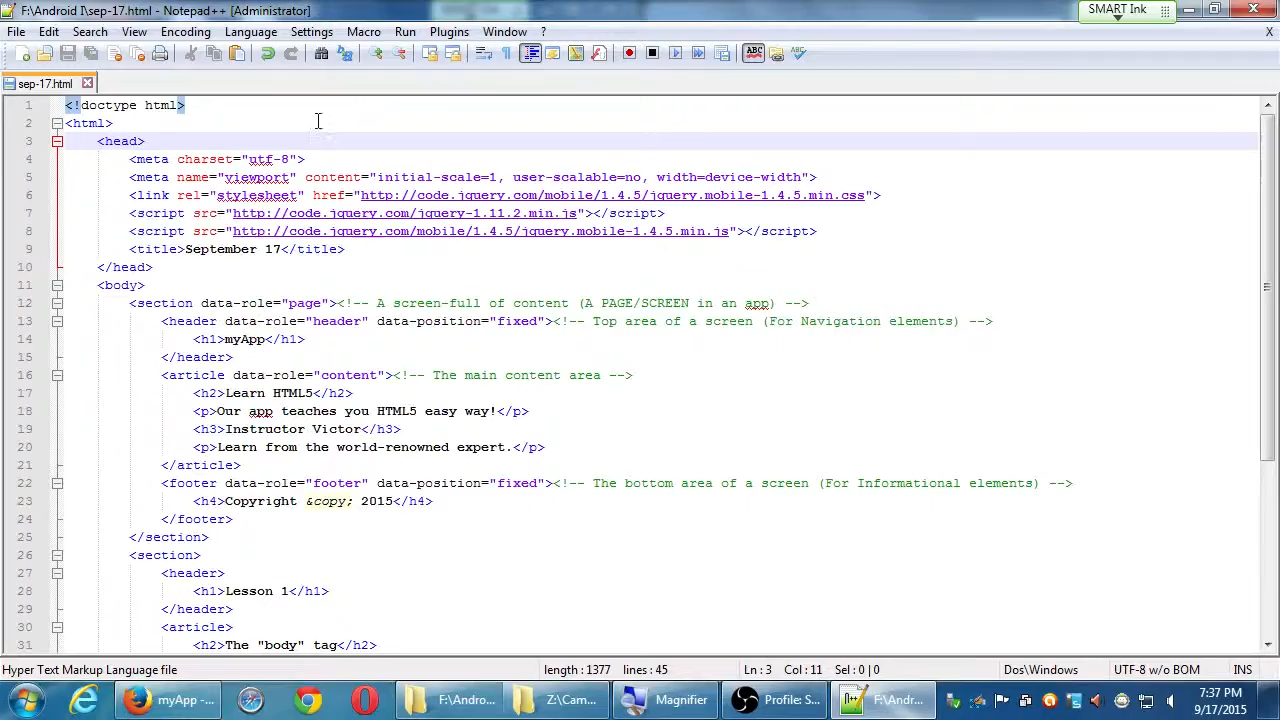 F:\Android I\sep-17.html - Notepad++ [Administrator]
SMART Ink
File Edit Search View Encoding Language Settings Macro Run Plugins Window ?
X
ABC
ABC
sep-17.html
1 <!doctype html>
2 <html>
3 <head>
4 <meta charset="utf-8">
5 <meta name="viewport" content="initial-scale=1, user-scalable=no, width=device-width">
6 <link rel="stylesheet" href="http://code.jquery.com/mobile/1.4.5/jquery.mobile-1.4.5.min.css">
7 <script src="http://code.jquery.com/jquery-1.11.2.min.js"></script>
8 <script src="http://code.jquery.com/mobile/1.4.5/jquery.mobile-1.4.5.min.js"></script>
9 <title>September 17</title>
10 </head>
11 <body>
12 <section data-role="page"><!-- A screen-full of content (A PAGE/SCREEN in an app) -->
13 <header data-role="header" data-position="fixed"><!-- Top area of a screen (For Navigation elements) -->
14 <h1>myApp</h1>
15 </header>
16 <article data-role="content"><!-- The main content area -->
17 <h2>Learn HTML5</h2>
18 <p>Our app teaches you HTML5 easy way!</p>
19 <h3>Instructor Victor</h3>
20 <p>Learn from the world-renowned expert.</p>
21 </article>
22 <footer data-role="footer" data-position="fixed"><!-- The bottom area of a screen (For Informational elements) -->
23 <h4>Copyright &copy; 2015</h4>
24 </footer>
25 </section>
26 <section>
27 <header>
28 <h1>Lesson 1</h1>
29 </header>
30 <article>
31 <h2>The "body" tag</h2>
Hyper Text Markup Language file length : 1377 lines : 45 Ln : 3 Col : 11 Sel : 0 | 0 Dos\Windows UTF-8 w/o BOM INS
myApp - ... F:\Andro... Z:\Cam... Magnifier Profile: S... F:\Andr...
7:37 PM
9/17/2015